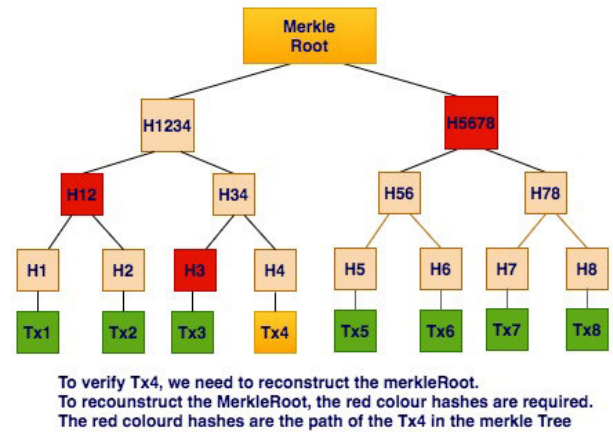 Merkle
Root
H1234
H5678
H12
H34
H56
H78
H1
H2
H3
H4
H5
H6
H7
H8
Tx1
Tx2
Tx3
Tx4
Tx5
Tx6
Tx7
Tx8
To verify Tx4, we need to reconstruct the merkleRoot.
To recounstruct the MerkleRoot, the red colour hashes are required.
The red colourd hashes are the path of the Tx4 in the merkle Tree